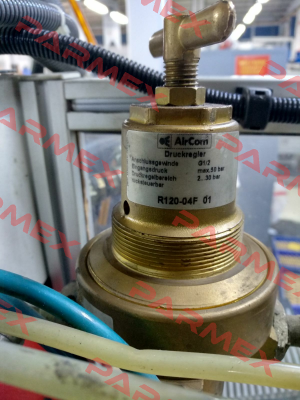 AirCom
Druckregler
Anschlussgewinde G1/2
Eingangsdruck max.50 bar
Druckregelbereich 2..30 bar
R120-04F 01
PARMEX
PARMEX
PARMEX
PARMEX
PARMEX
PARMEX